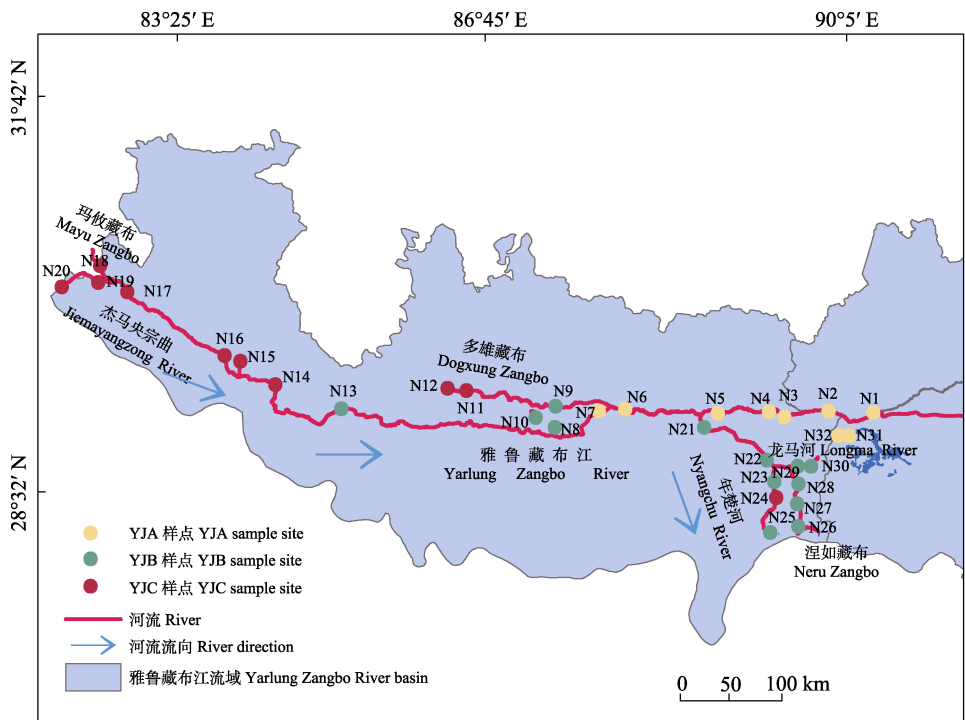 83°25′ E
86°45′ E
90°5′ E
31°42′ N
28°32′ N
玛攸藏布
Mayu Zangbo
N20
N18
N19
N17
杰马央宗曲
Jiemayangzong River
N16
N15
N14
N13
多雄藏布
Dogxung Zangbo
N12
N11
N9
N10
N8
N7
N6
N5
N4
N3
N2
N1
N32
N31
雅鲁藏布江
Yarlung Zangbo River
N21
龙马河 Longma River
N22
N29
N30
N23
N28
N24
N27
N25
N26
年楚河
Nyangchu River
涅如藏布
Neru Zangbo
YJA 样点 YJA sample site
YJB 样点 YJB sample site
YJC 样点 YJC sample site
河流 River
河流流向 River direction
雅鲁藏布江流域 Yarlung Zangbo River basin
0 50 100 km